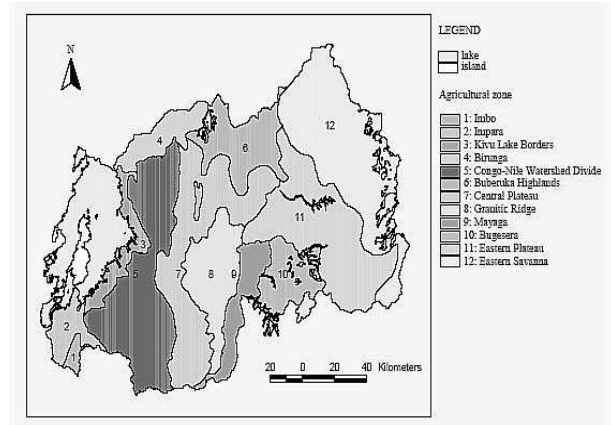 N
LEGEND
lake
island
Agricultural zone
1: Imbo
2: Impara
3: Kivu Lake Borders
4: Birunga
5: Congo-Nile Watershed Divide
6: Buberuka Highlands
7: Central Plateau
8: Granitic Ridge
9: Mayaga
10: Bugesera
11: Eastern Plateau
12: Eastern Savanna
12
4
6
11
3
5
7
8
9
10
2
1
20 0 20 40 Kilometers